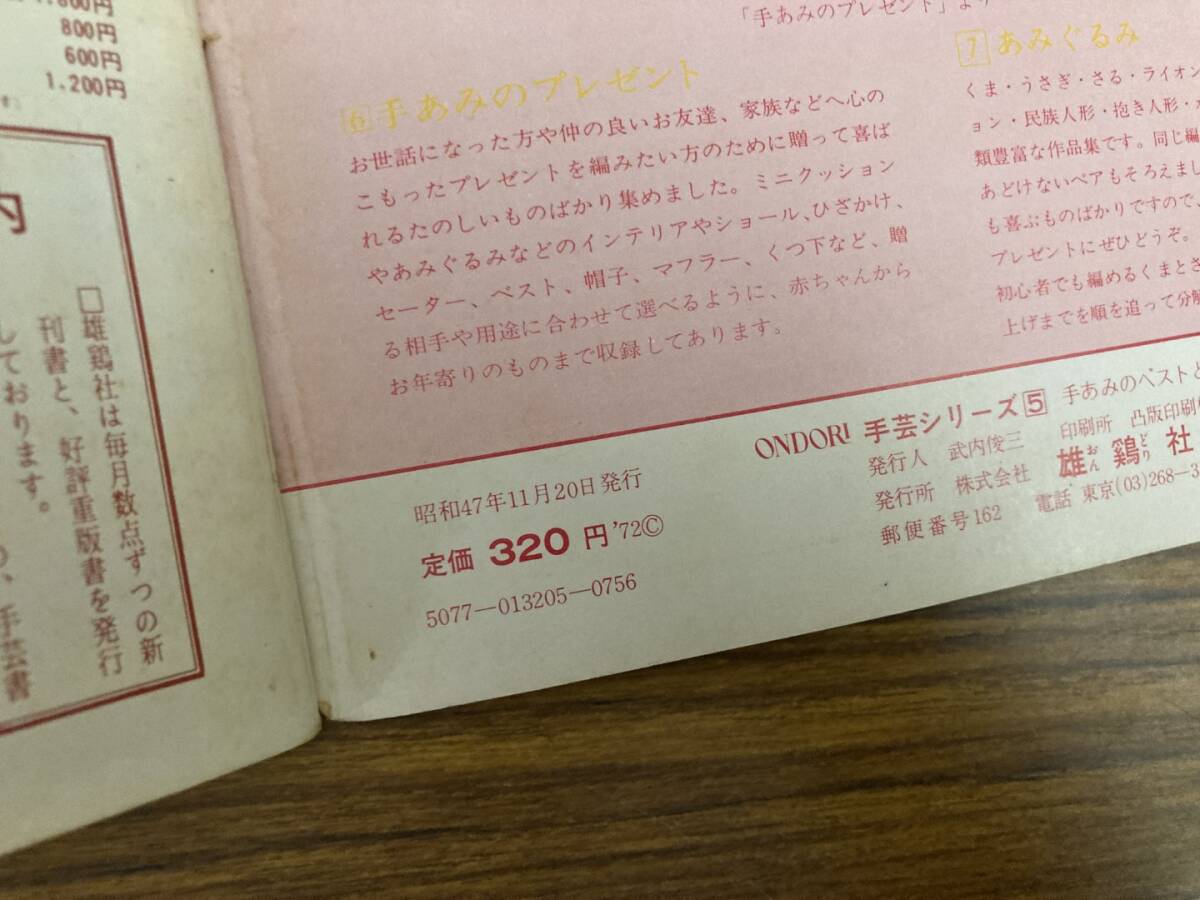 800円
600円
1.200円
内
□雄鶏社は毎月数点ずつの新
刊書と、好評重版書を発行
しております。
手芸書
「手あみのプレゼント」より
6 手あみのプレゼント
お世話になった方や仲の良いお友達、家族などへ心の
こもったプレゼントを編みたい方のために贈って喜ば
れるたのしいものばかり集めました。ミニクッション
やあみぐるみなどのインテリアやショール、ひざかけ、
セーター、ベスト、帽子、マフラー、くつ下など、贈
る相手や用途に合わせて選べるように、赤ちゃんから
お年寄りのものまで収録してあります。
7 あみぐるみ
くま・うさぎ・さる・ライオン
ョン・民族人形・抱き人形・
類豊富な作品集です。同じ編
あどけないペアもそろえまし
も喜ぶものばかりですので、
プレゼントにぜひどうぞ。
初心者でも編めるくまとさ
上げまでを順を追って分解
ONDORI 手芸シリーズ5 手あみのベストと
昭和47年11月20日発行
定価 320円 '72©
5077—013205—0756
発行人 武内俊三 印刷所 凸版印刷
発行所 株式会社 雄鶏社
おん どり
郵便番号162 電話 東京(03)268—3